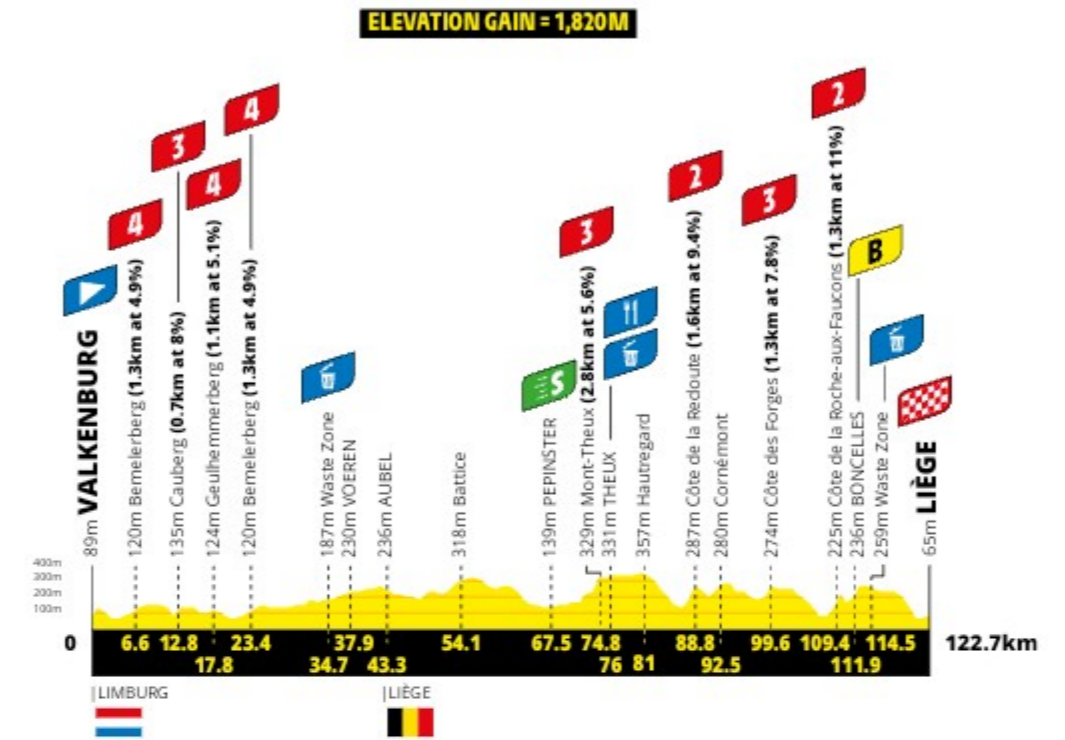 ELEVATION GAIN = 1,820M
4
3
4
4
S
3
2
3
2
B
89m VALKENBURG
120m Bemelerberg (1.3km at 4.9%)
135m Cauberg (0.7km at 8%)
124m Geulhemmerberg (1.1km at 5.1%)
120m Bemelerberg (1.3km at 4.9%)
187m Waste Zone
230m VOEREN
236m AUBEL
318m Battice
139m PEPINSTER
329m Mont-Theux (2.8km at 5.6%)
331m THEUX
357m Hautregard
287m Côte de la Redoute (1.6km at 9.4%)
280m Cornémont
274m Côte des Forges (1.3km at 7.8%)
225m Côte de la Roche-aux-Faucons (1.3km at 11%)
236m BONCELLES
259m Waste Zone
65m LIÈGE
400m
300m
200m
100m
0 6.6 12.8 23.4 37.9 54.1 67.5 74.8 88.8 99.6 109.4 114.5 122.7km
17.8 34.7 43.3 76 81 92.5 111.9
|LIMBURG |LIÈGE